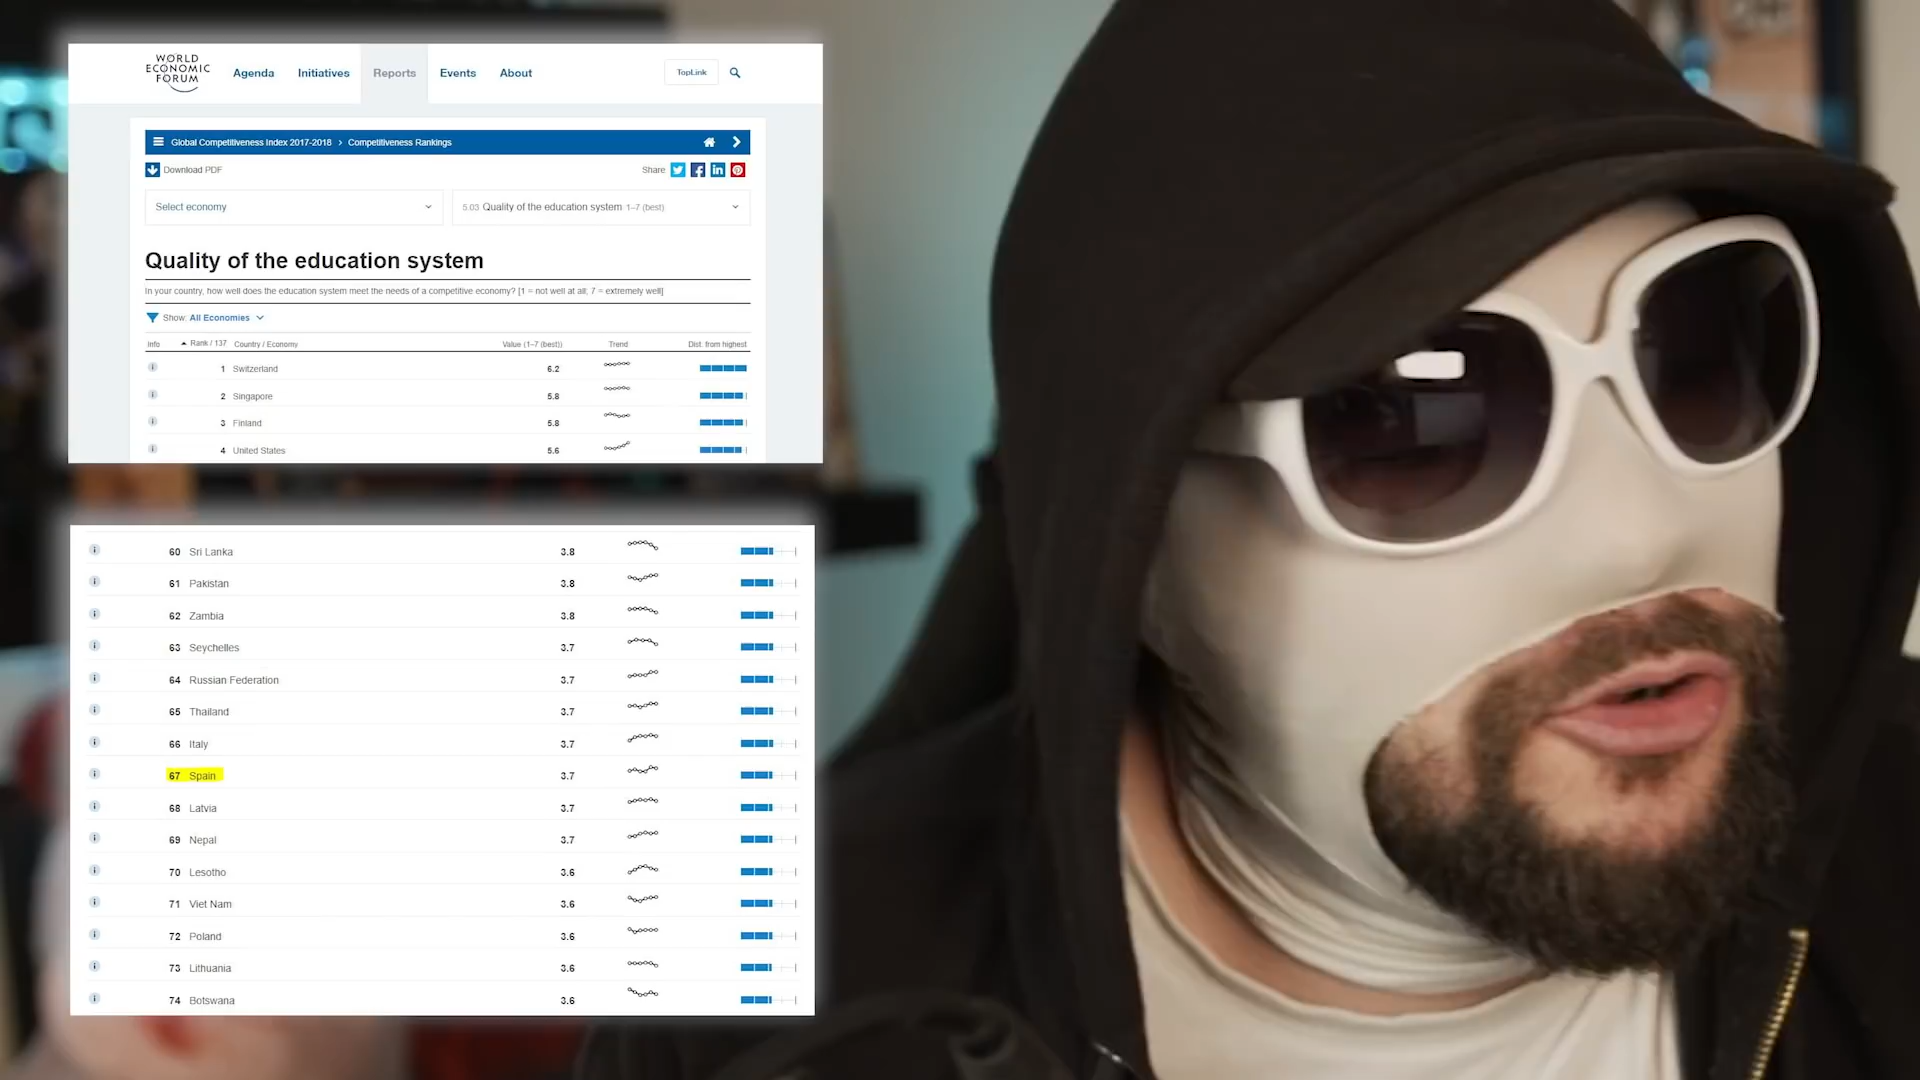 WORLD
ECONOMIC
FORUM
Agenda Initiatives Reports Events About TopLink
Global Competitiveness Index 2017-2018 › Competitiveness Rankings
Download PDF Share
Select economy 5.03 Quality of the education system 1–7 (best)
Quality of the education system
In your country, how well does the education system meet the needs of a competitive economy? [1 = not well at all; 7 = extremely well]
Show: All Economies
Info Rank / 137 Country / Economy Value (1–7 (best)) Trend Dist. from highest
1 Switzerland 6.2
2 Singapore 5.8
3 Finland 5.8
4 United States 5.6
60 Sri Lanka 3.8
61 Pakistan 3.8
62 Zambia 3.8
63 Seychelles 3.7
64 Russian Federation 3.7
65 Thailand 3.7
66 Italy 3.7
67 Spain 3.7
68 Latvia 3.7
69 Nepal 3.7
70 Lesotho 3.6
71 Viet Nam 3.6
72 Poland 3.6
73 Lithuania 3.6
74 Botswana 3.6